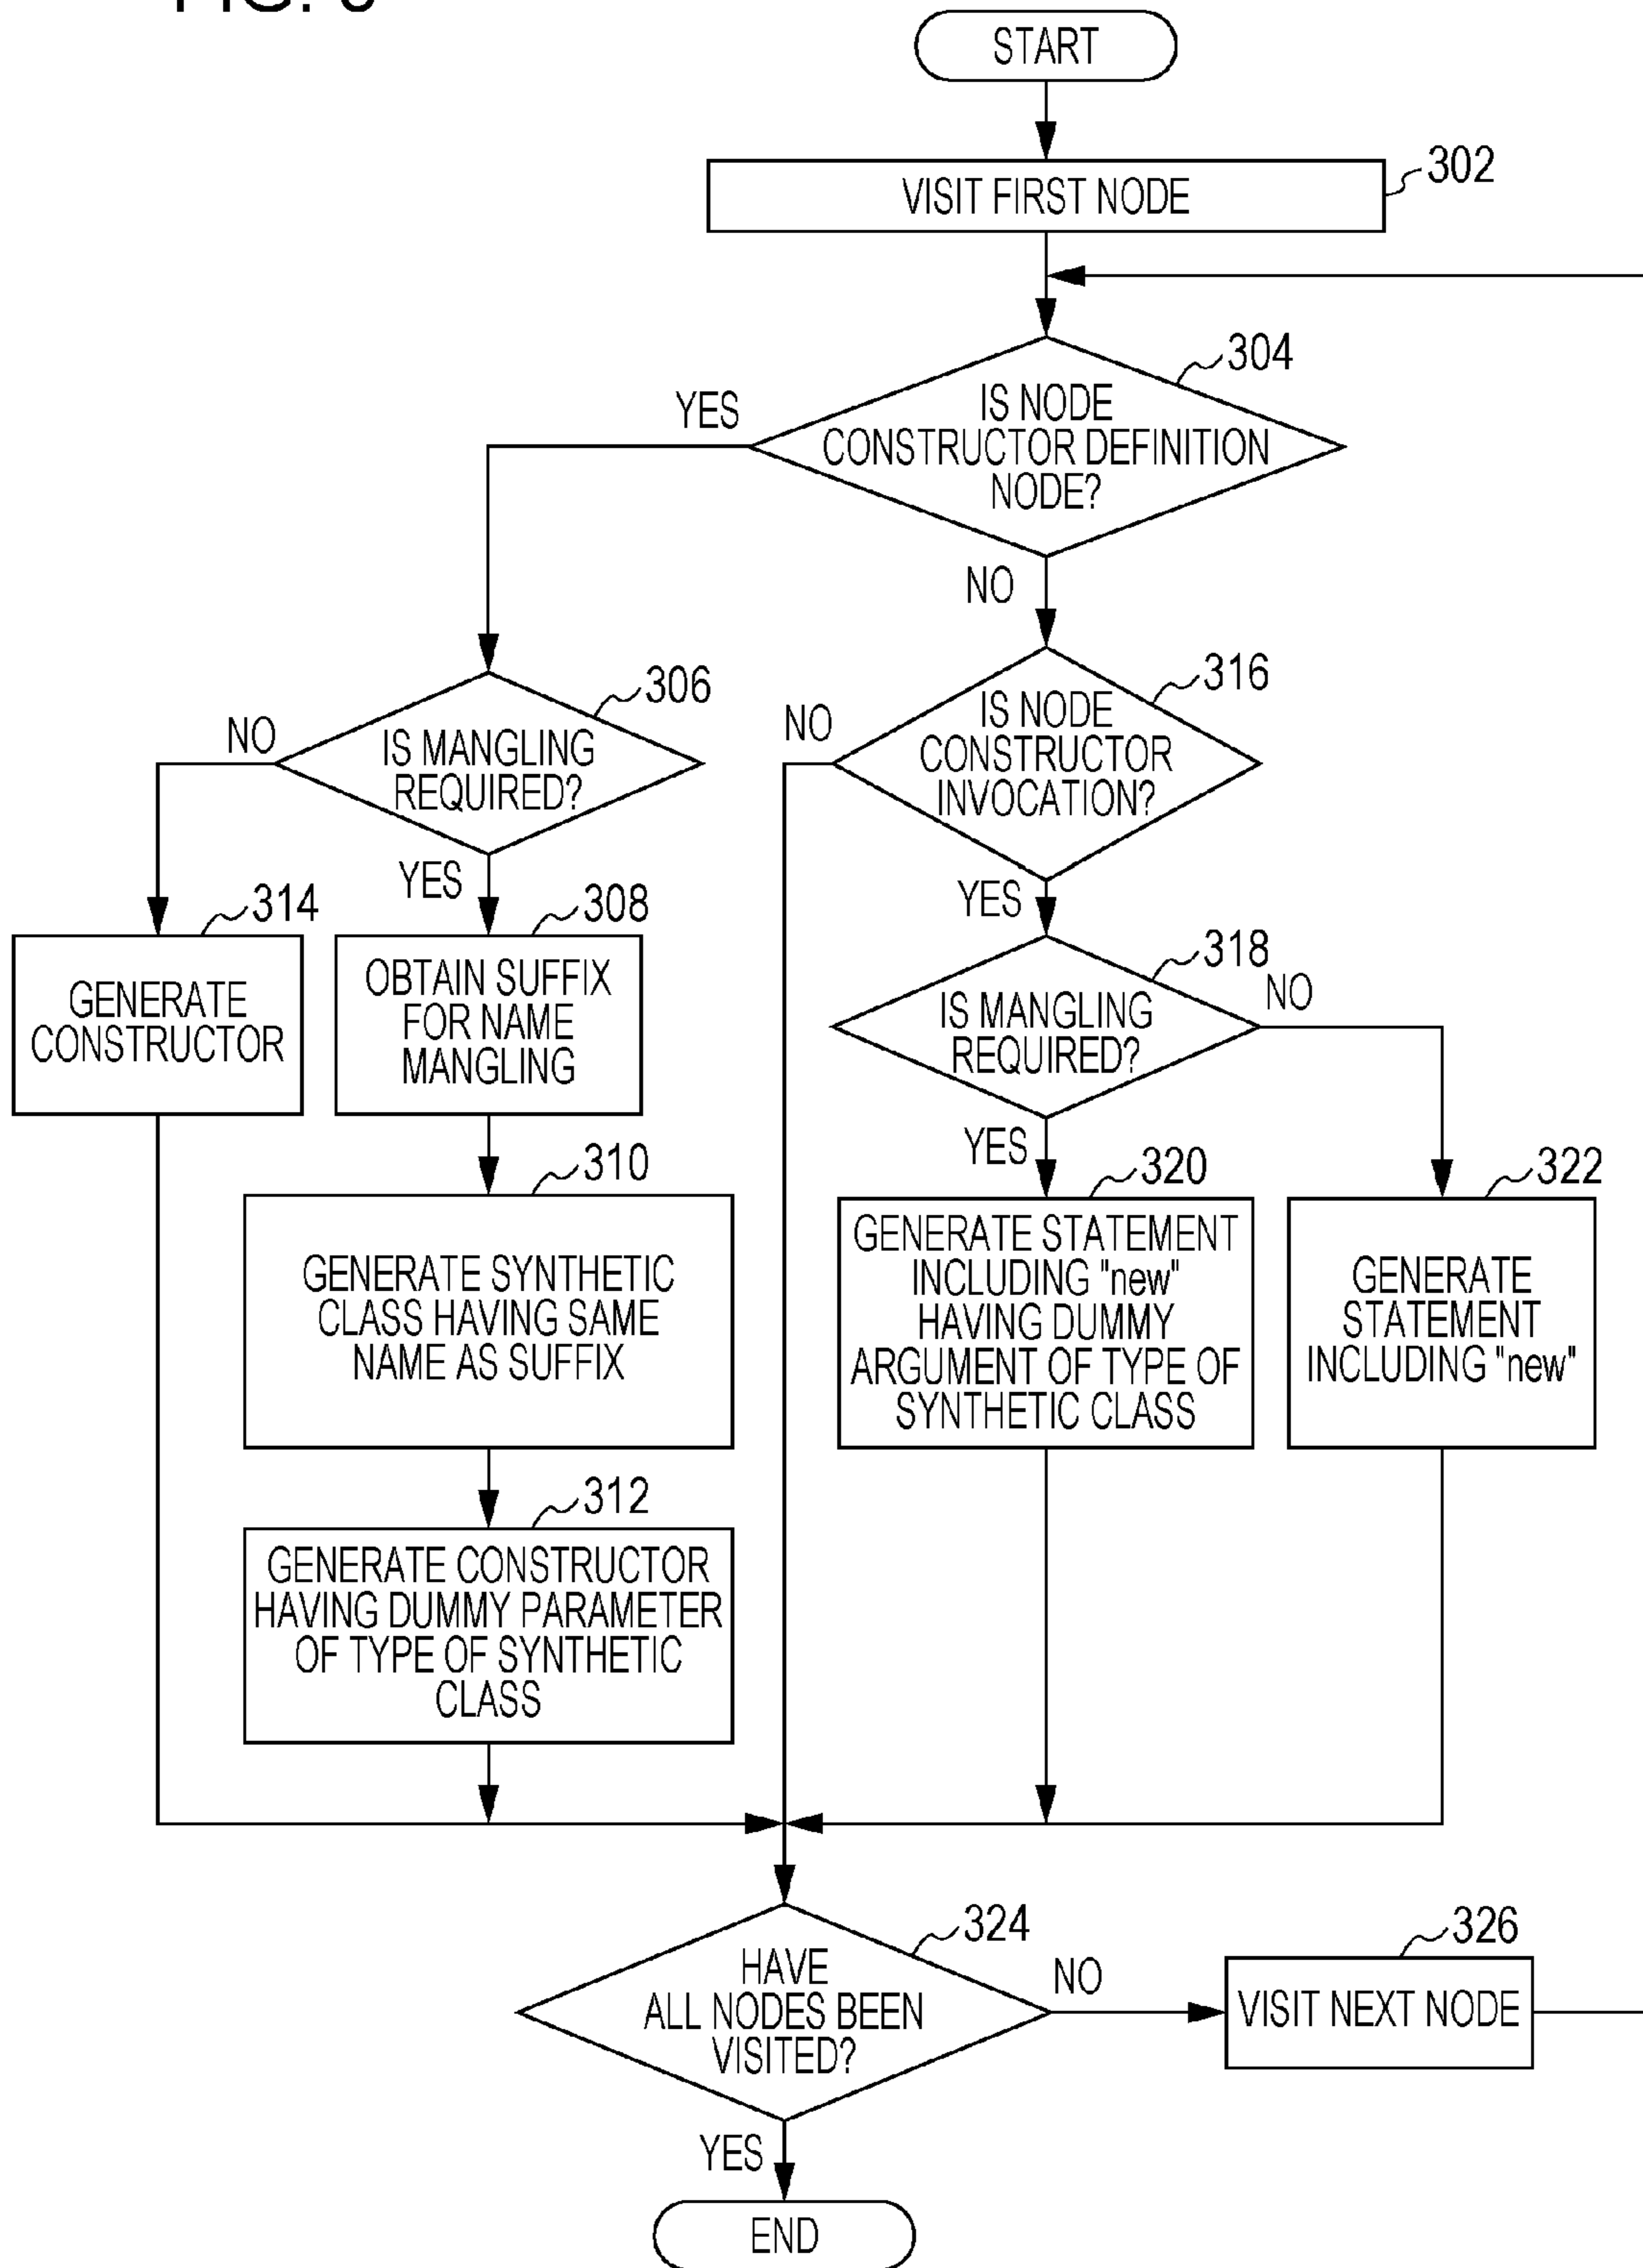 START
VISIT FIRST NODE
302
304
IS NODE
CONSTRUCTOR DEFINITION
NODE?
YES
NO
306
IS MANGLING
REQUIRED?
NO
YES
316
IS NODE
CONSTRUCTOR
INVOCATION?
NO
YES
314
GENERATE
CONSTRUCTOR
308
OBTAIN SUFFIX
FOR NAME
MANGLING
318
IS MANGLING
REQUIRED?
NO
YES
310
GENERATE SYNTHETIC
CLASS HAVING SAME
NAME AS SUFFIX
320
GENERATE STATEMENT
INCLUDING "new"
HAVING DUMMY
ARGUMENT OF TYPE OF
SYNTHETIC CLASS
322
GENERATE
STATEMENT
INCLUDING "new"
312
GENERATE CONSTRUCTOR
HAVING DUMMY PARAMETER
OF TYPE OF SYNTHETIC
CLASS
324
HAVE
ALL NODES BEEN
VISITED?
NO
326
VISIT NEXT NODE
YES
END